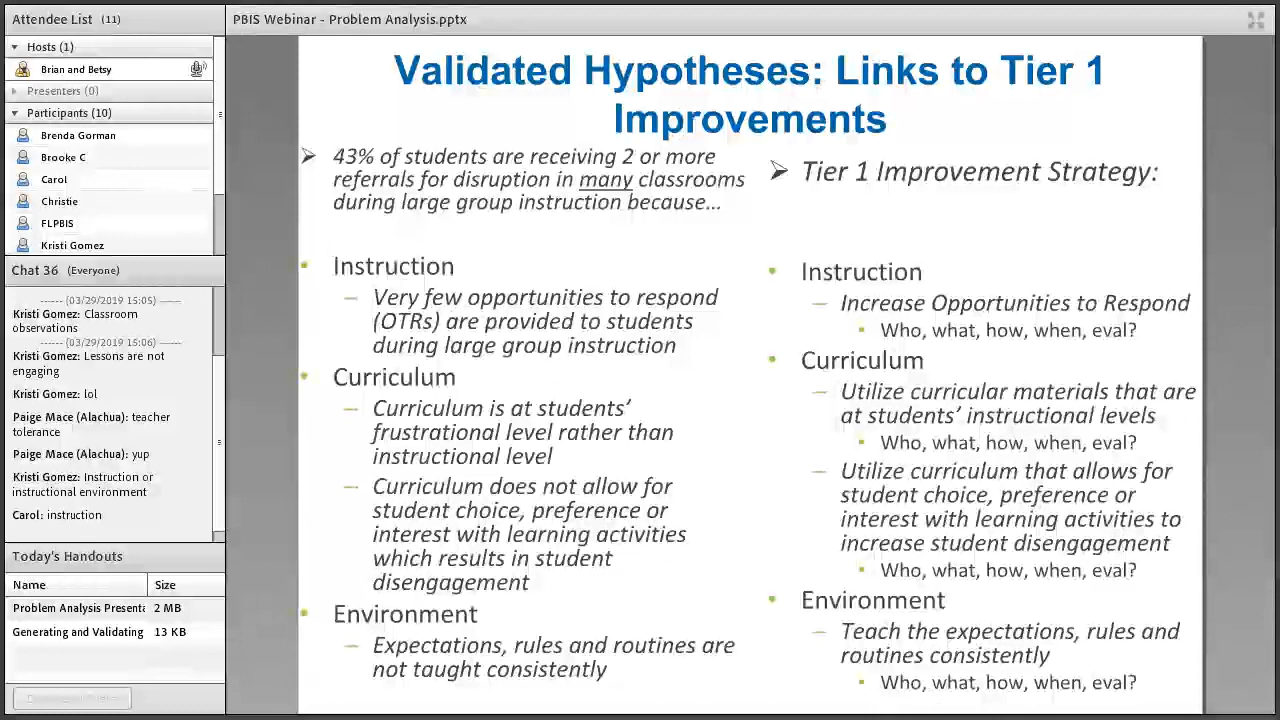 Attendee List (11)
Hosts (1)
Brian and Betsy
Presenters (0)
Participants (10)
Brenda Gorman
Brooke C
Carol
Christie
FLPBIS
Kristi Gomez
Chat 36 (Everyone)
------ (03/29/2019 15:05) ------
Kristi Gomez: Classroom
observations
------ (03/29/2019 15:06) ------
Kristi Gomez: Lessons are not
engaging
Kristi Gomez: lol
Paige Mace (Alachua): teacher
tolerance
Paige Mace (Alachua): yup
Kristi Gomez: Instruction or
instructional environment
Carol: instruction
Today's Handouts
Name Size
Problem Analysis Presenta 2 MB
Generating and Validating 13 KB
PBIS Webinar - Problem Analysis.pptx
Validated Hypotheses: Links to Tier 1
Improvements
43% of students are receiving 2 or more
referrals for disruption in many classrooms
during large group instruction because...
Instruction
– Very few opportunities to respond
(OTRs) are provided to students
during large group instruction
Curriculum
– Curriculum is at students’
frustrational level rather than
instructional level
– Curriculum does not allow for
student choice, preference or
interest with learning activities
which results in student
disengagement
Environment
– Expectations, rules and routines are
not taught consistently
Tier 1 Improvement Strategy:
Instruction
– Increase Opportunities to Respond
Who, what, how, when, eval?
Curriculum
– Utilize curricular materials that are
at students’ instructional levels
Who, what, how, when, eval?
– Utilize curriculum that allows for
student choice, preference or
interest with learning activities to
increase student disengagement
Who, what, how, when, eval?
Environment
– Teach the expectations, rules and
routines consistently
Who, what, how, when, eval?